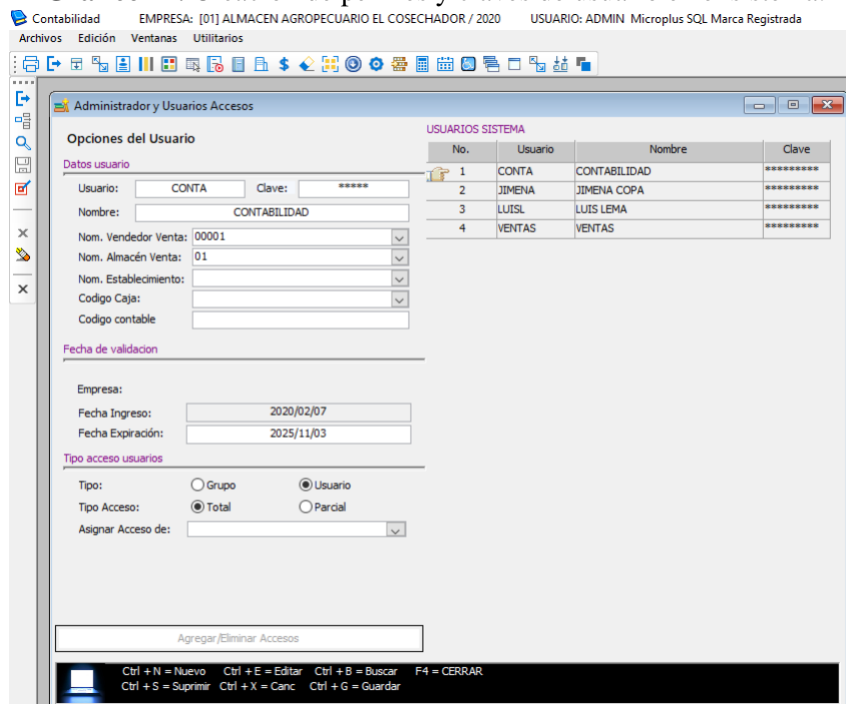 Contabilidad EMPRESA: [01] ALMACEN AGROPECUARIO EL COSECHADOR / 2020 USUARIO: ADMIN Microplus SQL Marca Registrada
Archivos Edición Ventanas Utilitarios
Administrador y Usuarios Accesos
Opciones del Usuario
Datos usuario
Usuario: CONTA Clave: *****
Nombre: CONTABILIDAD
Nom. Vendedor Venta: 00001
Nom. Almacén Venta: 01
Nom. Establecimiento:
Codigo Caja:
Codigo contable
Fecha de validacion
Empresa:
Fecha Ingreso: 2020/02/07
Fecha Expiración: 2025/11/03
Tipo acceso usuarios
Tipo: Grupo Usuario
Tipo Acceso: Total Parcial
Asignar Acceso de:
Agregar/Eliminar Accesos
USUARIOS SISTEMA
No. Usuario Nombre Clave
1 CONTA CONTABILIDAD *********
2 JIMENA JIMENA COPA *********
3 LUISL LUIS LEMA *********
4 VENTAS VENTAS *********
Ctrl + N = Nuevo Ctrl + E = Editar Ctrl + B = Buscar F4 = CERRAR
Ctrl + S = Suprimir Ctrl + X = Canc Ctrl + G = Guardar